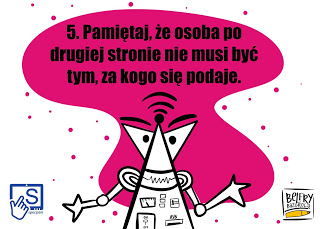 5. Pamiętaj, że osoba po
drugiej stronie nie musi być
tym, za kogo się podaje.
S